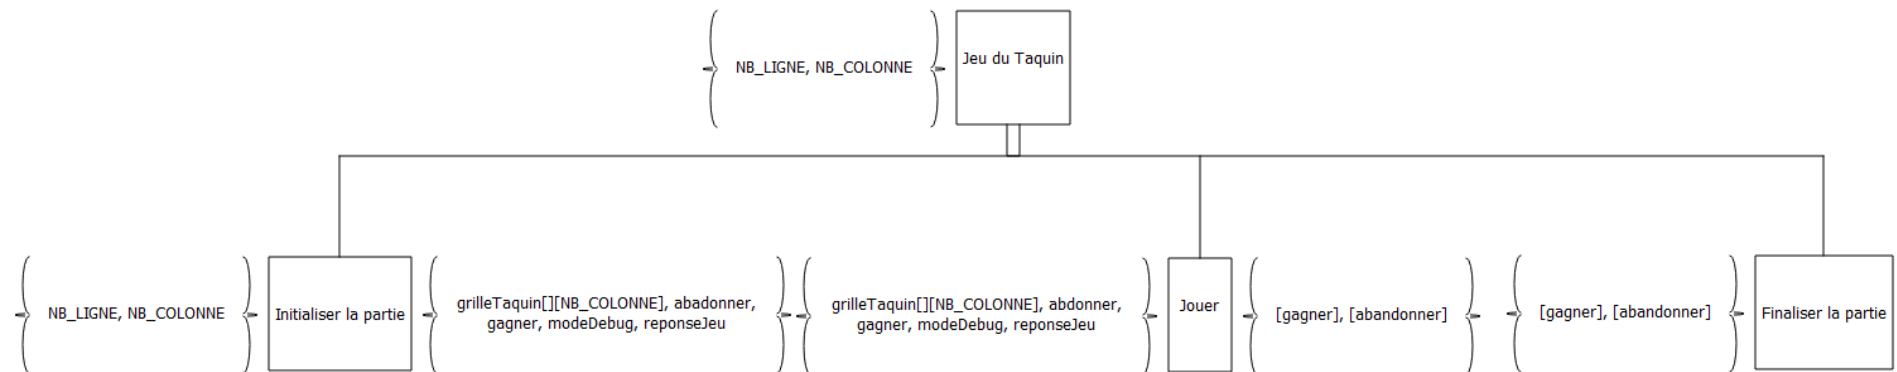 NB_LIGNE, NB_COLONNE
Jeu du Taquin
NB_LIGNE, NB_COLONNE
Initialiser la partie
grilleTaquin[][NB_COLONNE], abadonner,
gagner, modeDebug, reponseJeu
grilleTaquin[][NB_COLONNE], abdonner,
gagner, modeDebug, reponseJeu
Jouer
[gagner], [abandonner]
[gagner], [abandonner]
Finaliser la partie